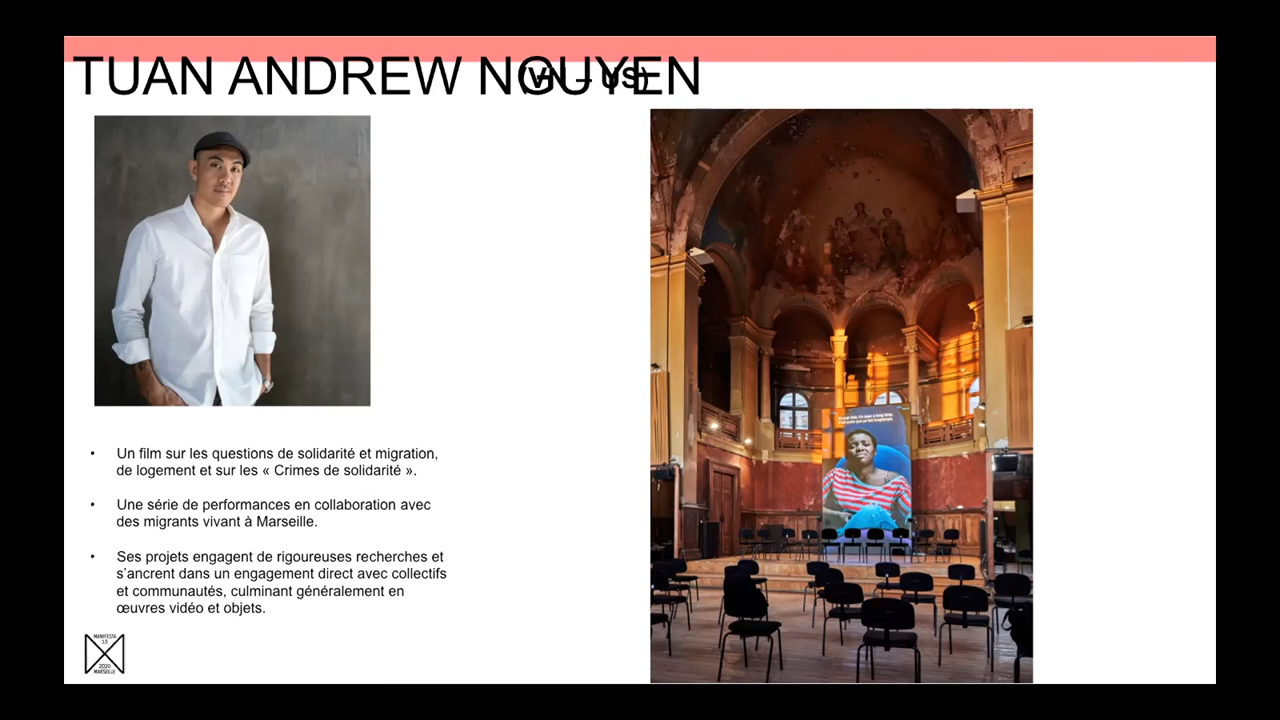 TUAN ANDREW NGUYEN
(VN – US)
Un film sur les questions de solidarité et migration,
de logement et sur les « Crimes de solidarité ».
Une série de performances en collaboration avec
des migrants vivant à Marseille.
Ses projets engagent de rigoureuses recherches et
s'ancrent dans un engagement direct avec collectifs
et communautés, culminant généralement en
œuvres vidéo et objets.
MANIFESTA
13
2020
MARSEILLE